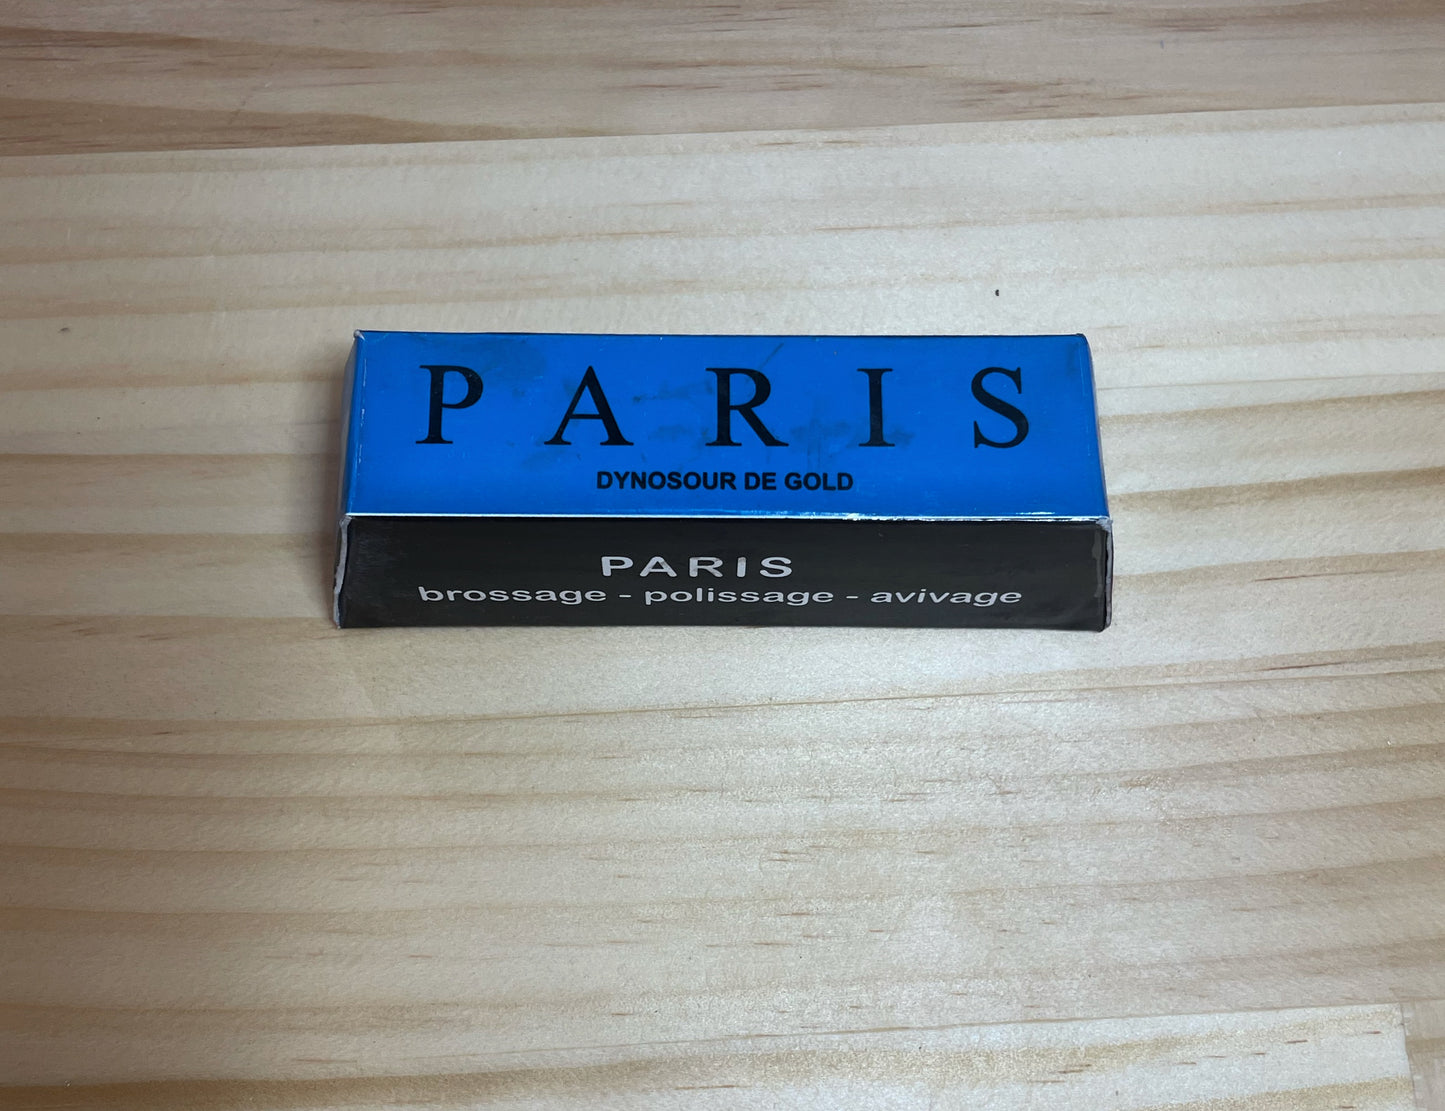 PARIS
DYNOSOUR DE GOLD
PARIS
brossage - polissage - avivage